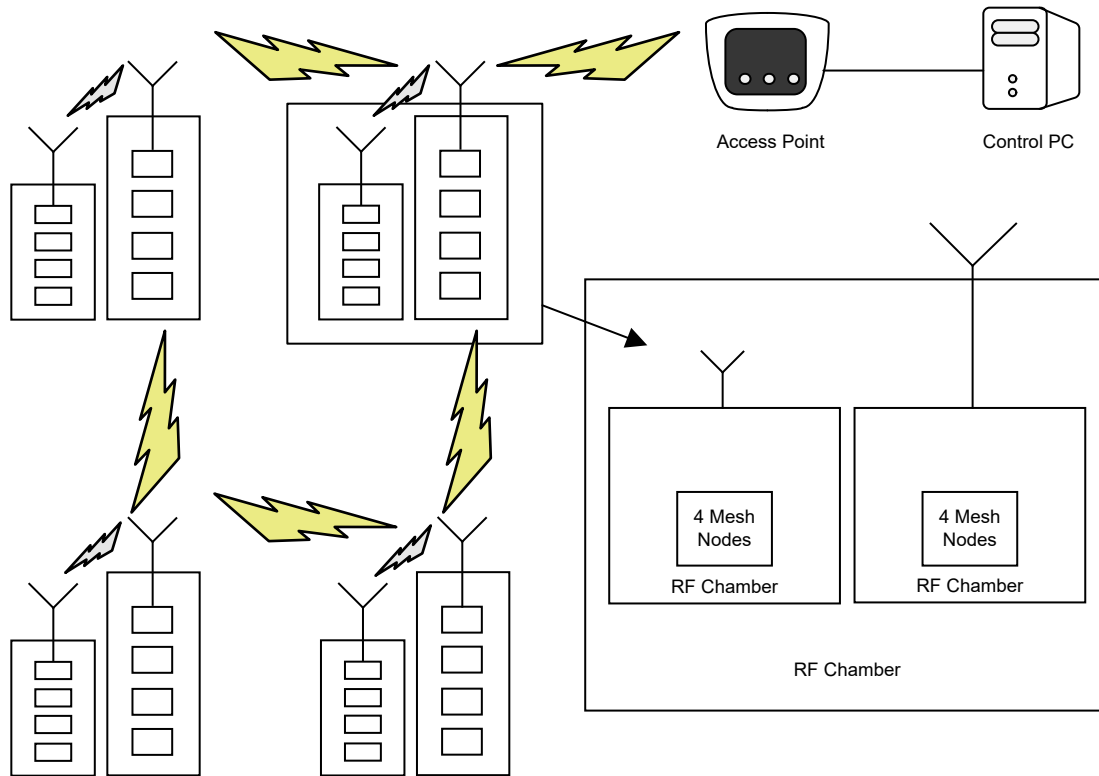 Access Point
Control PC
4 Mesh
Nodes
RF Chamber
4 Mesh
Nodes
RF Chamber
RF Chamber